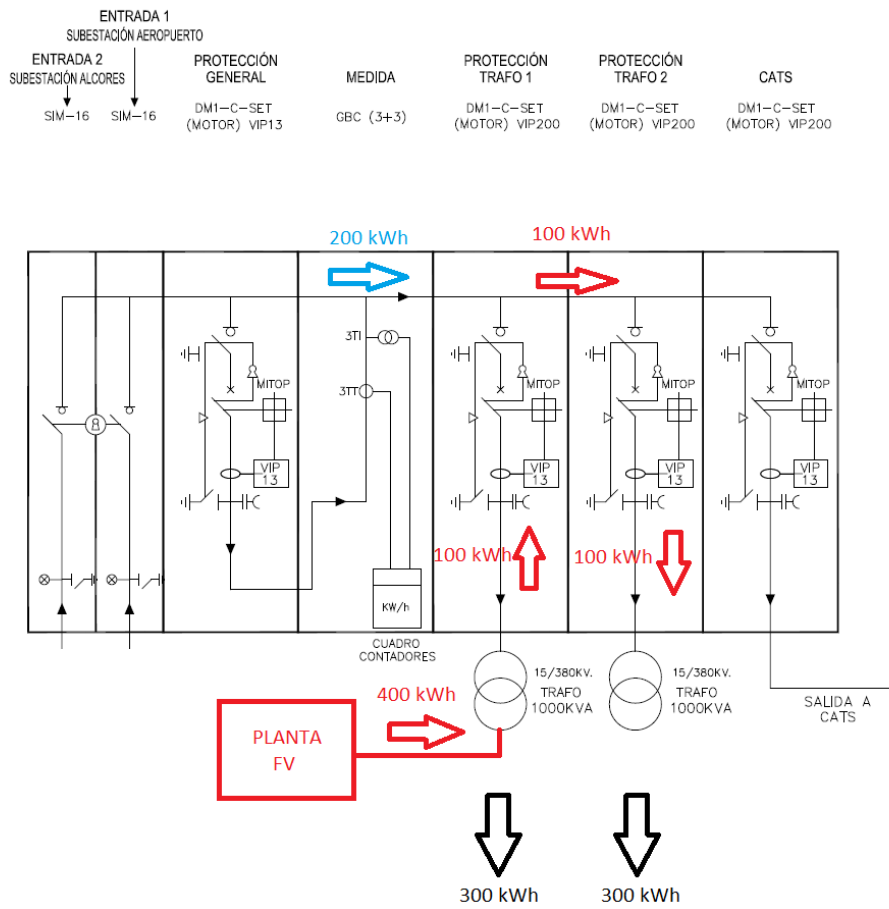 ENTRADA 1
SUBESTACIÓN AEROPUERTO
ENTRADA 2
SUBESTACIÓN ALCORES
SIM-16
SIM-16
PROTECCIÓN
GENERAL
DM1-C-SET
(MOTOR) VIP13
MEDIDA
GBC (3+3)
PROTECCIÓN
TRAFO 1
DM1-C-SET
(MOTOR) VIP200
PROTECCIÓN
TRAFO 2
DM1-C-SET
(MOTOR) VIP200
CATS
DM1-C-SET
(MOTOR) VIP200
200 kWh
100 kWh
MITOP
VIP
13
3TI
3TT
KW/h
CUADRO
CONTADORES
MITOP
VIP
13
100 kWh
MITOP
VIP
13
100 kWh
MITOP
VIP
13
15/380KV.
TRAFO
1000KVA
15/380KV.
TRAFO
1000KVA
SALIDA A
CATS
400 kWh
PLANTA
FV
300 kWh
300 kWh